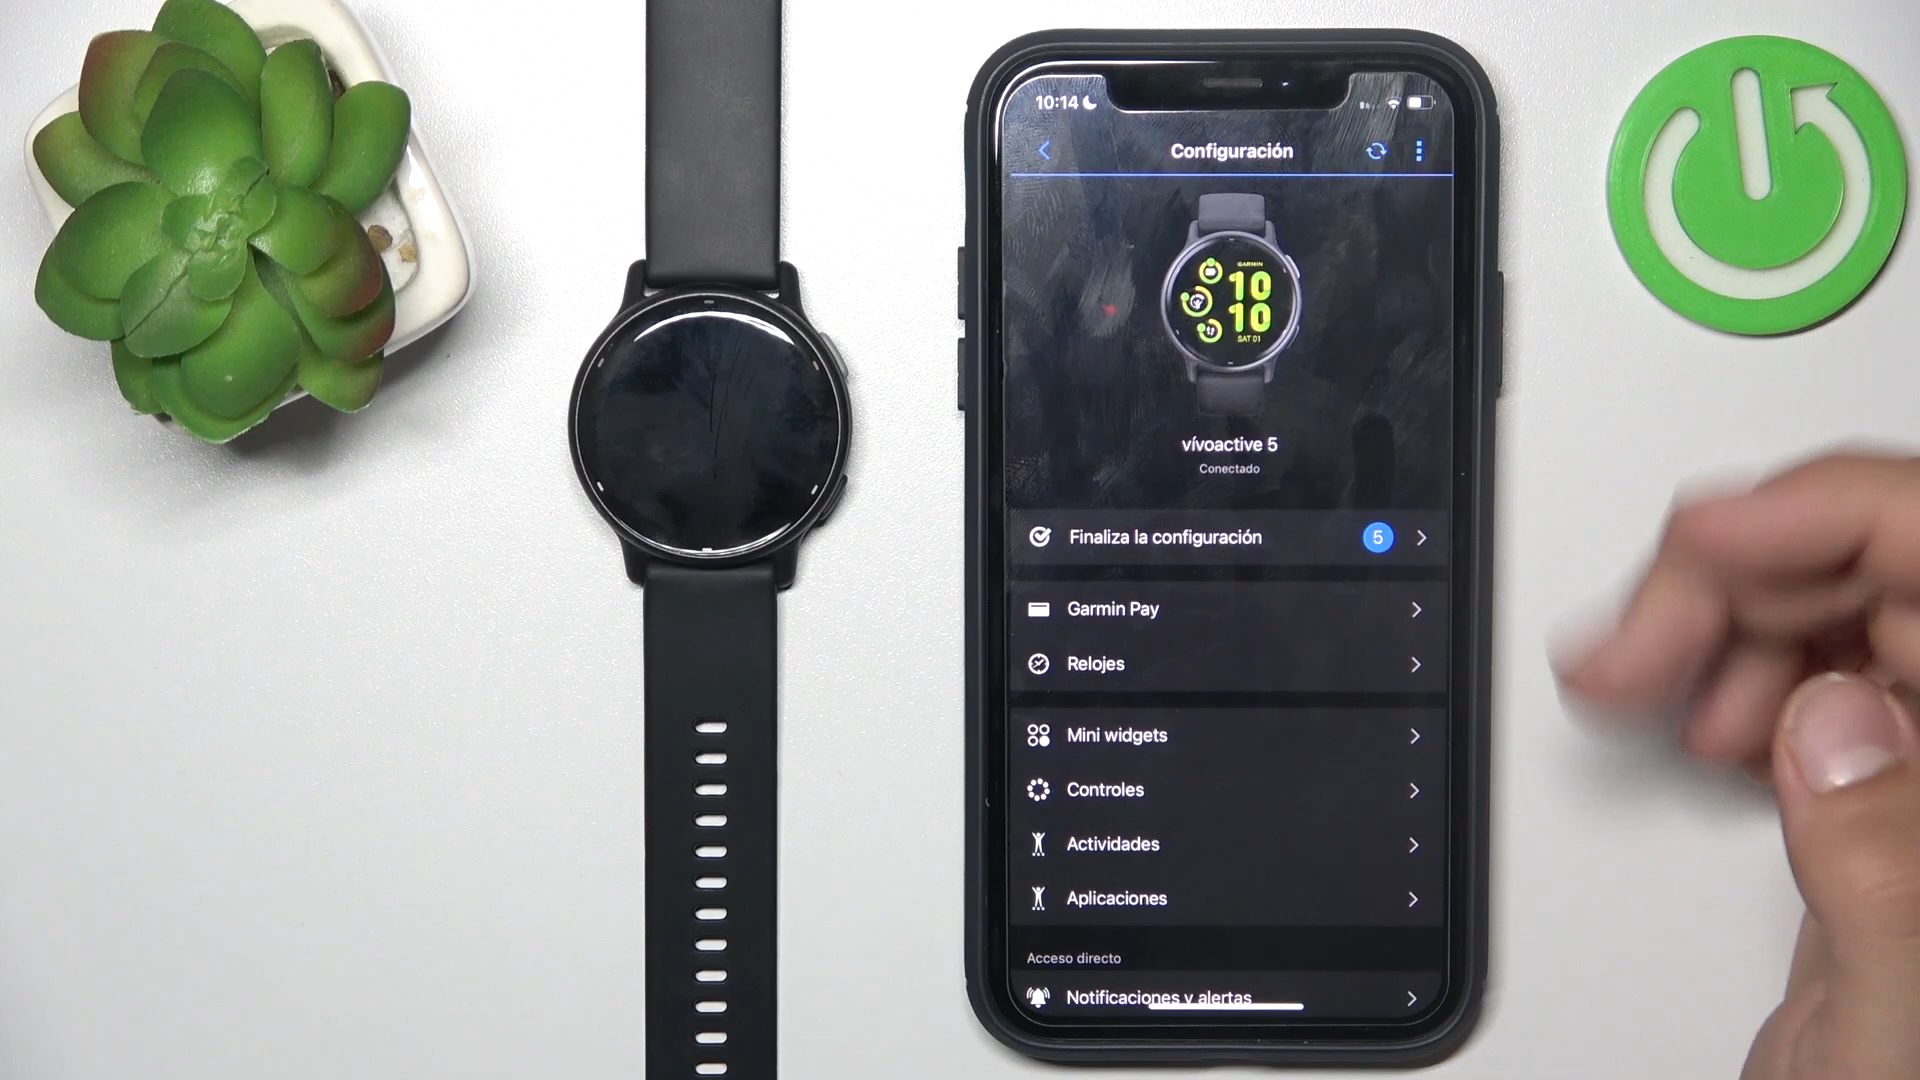 10:14
Configuración
GARMIN
10
10
SAT 01
vívoactive 5
Conectado
Finaliza la configuración 5
Garmin Pay
Relojes
Mini widgets
Controles
Actividades
Aplicaciones
Acceso directo
Notificaciones y alertas